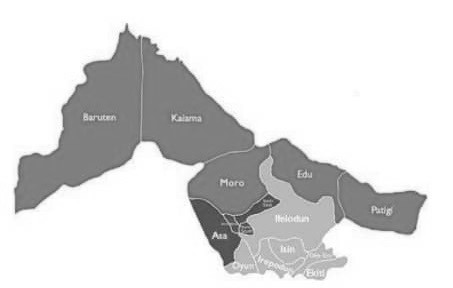 Baruten
Kaiama
Moro
Edu
Patigi
Asa
Ifelodun
Isin
Oyun
Irepodun
Ekiti